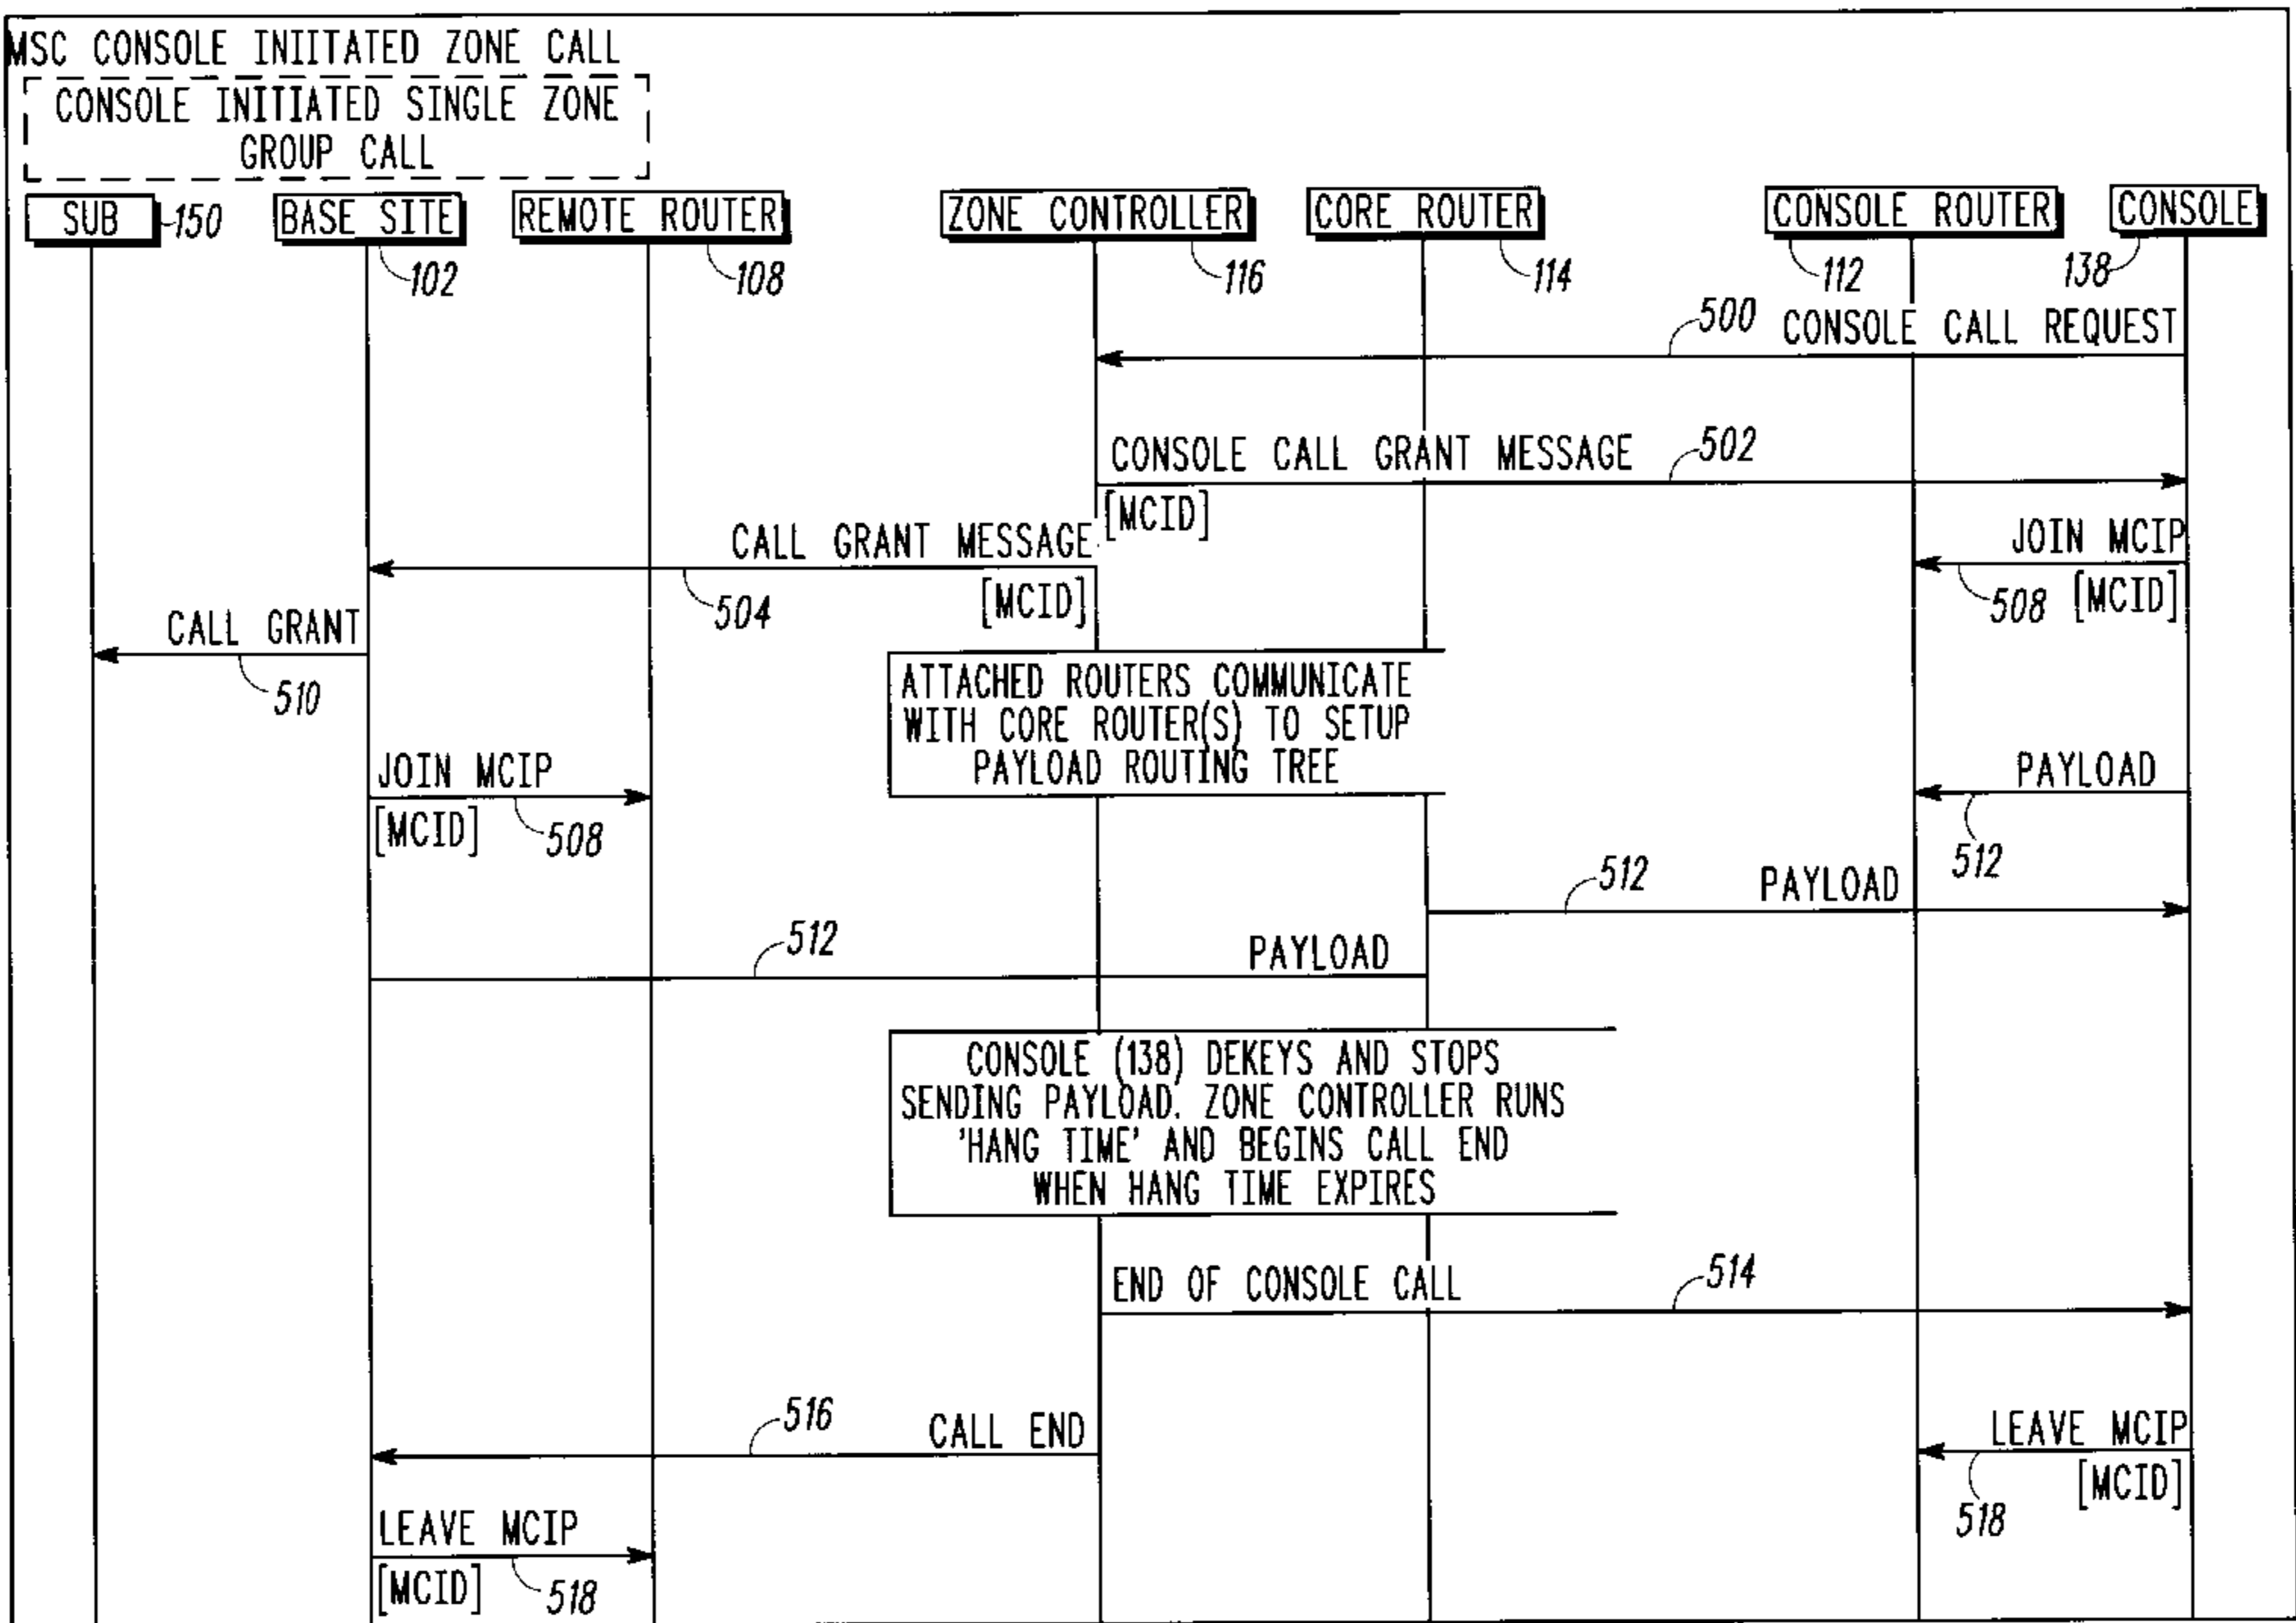 MSC CONSOLE INIITATED ZONE CALL
CONSOLE INITIATED SINGLE ZONE
GROUP CALL
SUB 150 BASE SITE REMOTE ROUTER ZONE CONTROLLER CORE ROUTER CONSOLE ROUTER CONSOLE
102 108 116 114 112 138
500 CONSOLE CALL REQUEST
CONSOLE CALL GRANT MESSAGE 502
[MCID]
CALL GRANT MESSAGE JOIN MCIP
504 [MCID] 508 [MCID]
CALL GRANT
510
ATTACHED ROUTERS COMMUNICATE
WITH CORE ROUTER(S) TO SETUP
PAYLOAD ROUTING TREE
JOIN MCIP PAYLOAD
[MCID] 508 512
512 PAYLOAD
512 PAYLOAD
CONSOLE (138) DEKEYS AND STOPS
SENDING PAYLOAD. ZONE CONTROLLER RUNS
'HANG TIME' AND BEGINS CALL END
WHEN HANG TIME EXPIRES
END OF CONSOLE CALL 514
516 CALL END LEAVE MCIP
[MCID]
518
LEAVE MCIP
[MCID] 518